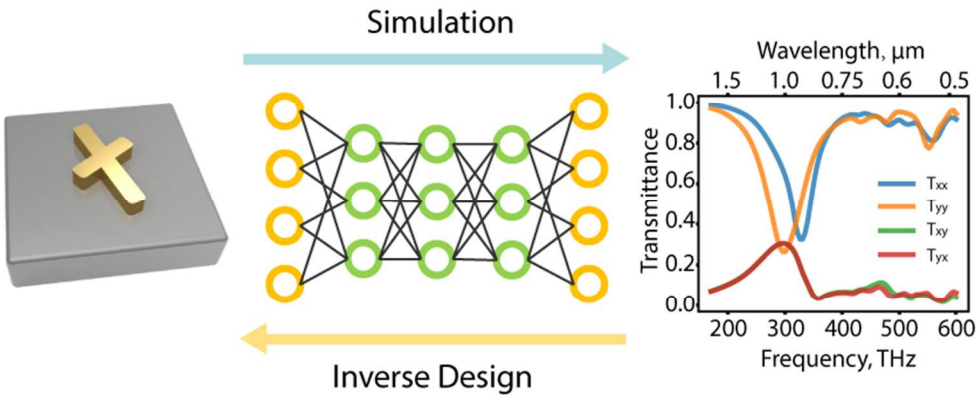 Simulation
Wavelength, μm
1.5 1.0 0.75 0.6 0.5
1.0
0.8
0.6
0.4
0.2
0.0
Transmittance
Txx
Tyy
Txy
Tyx
200 300 400 500 600
Frequency, THz
Inverse Design